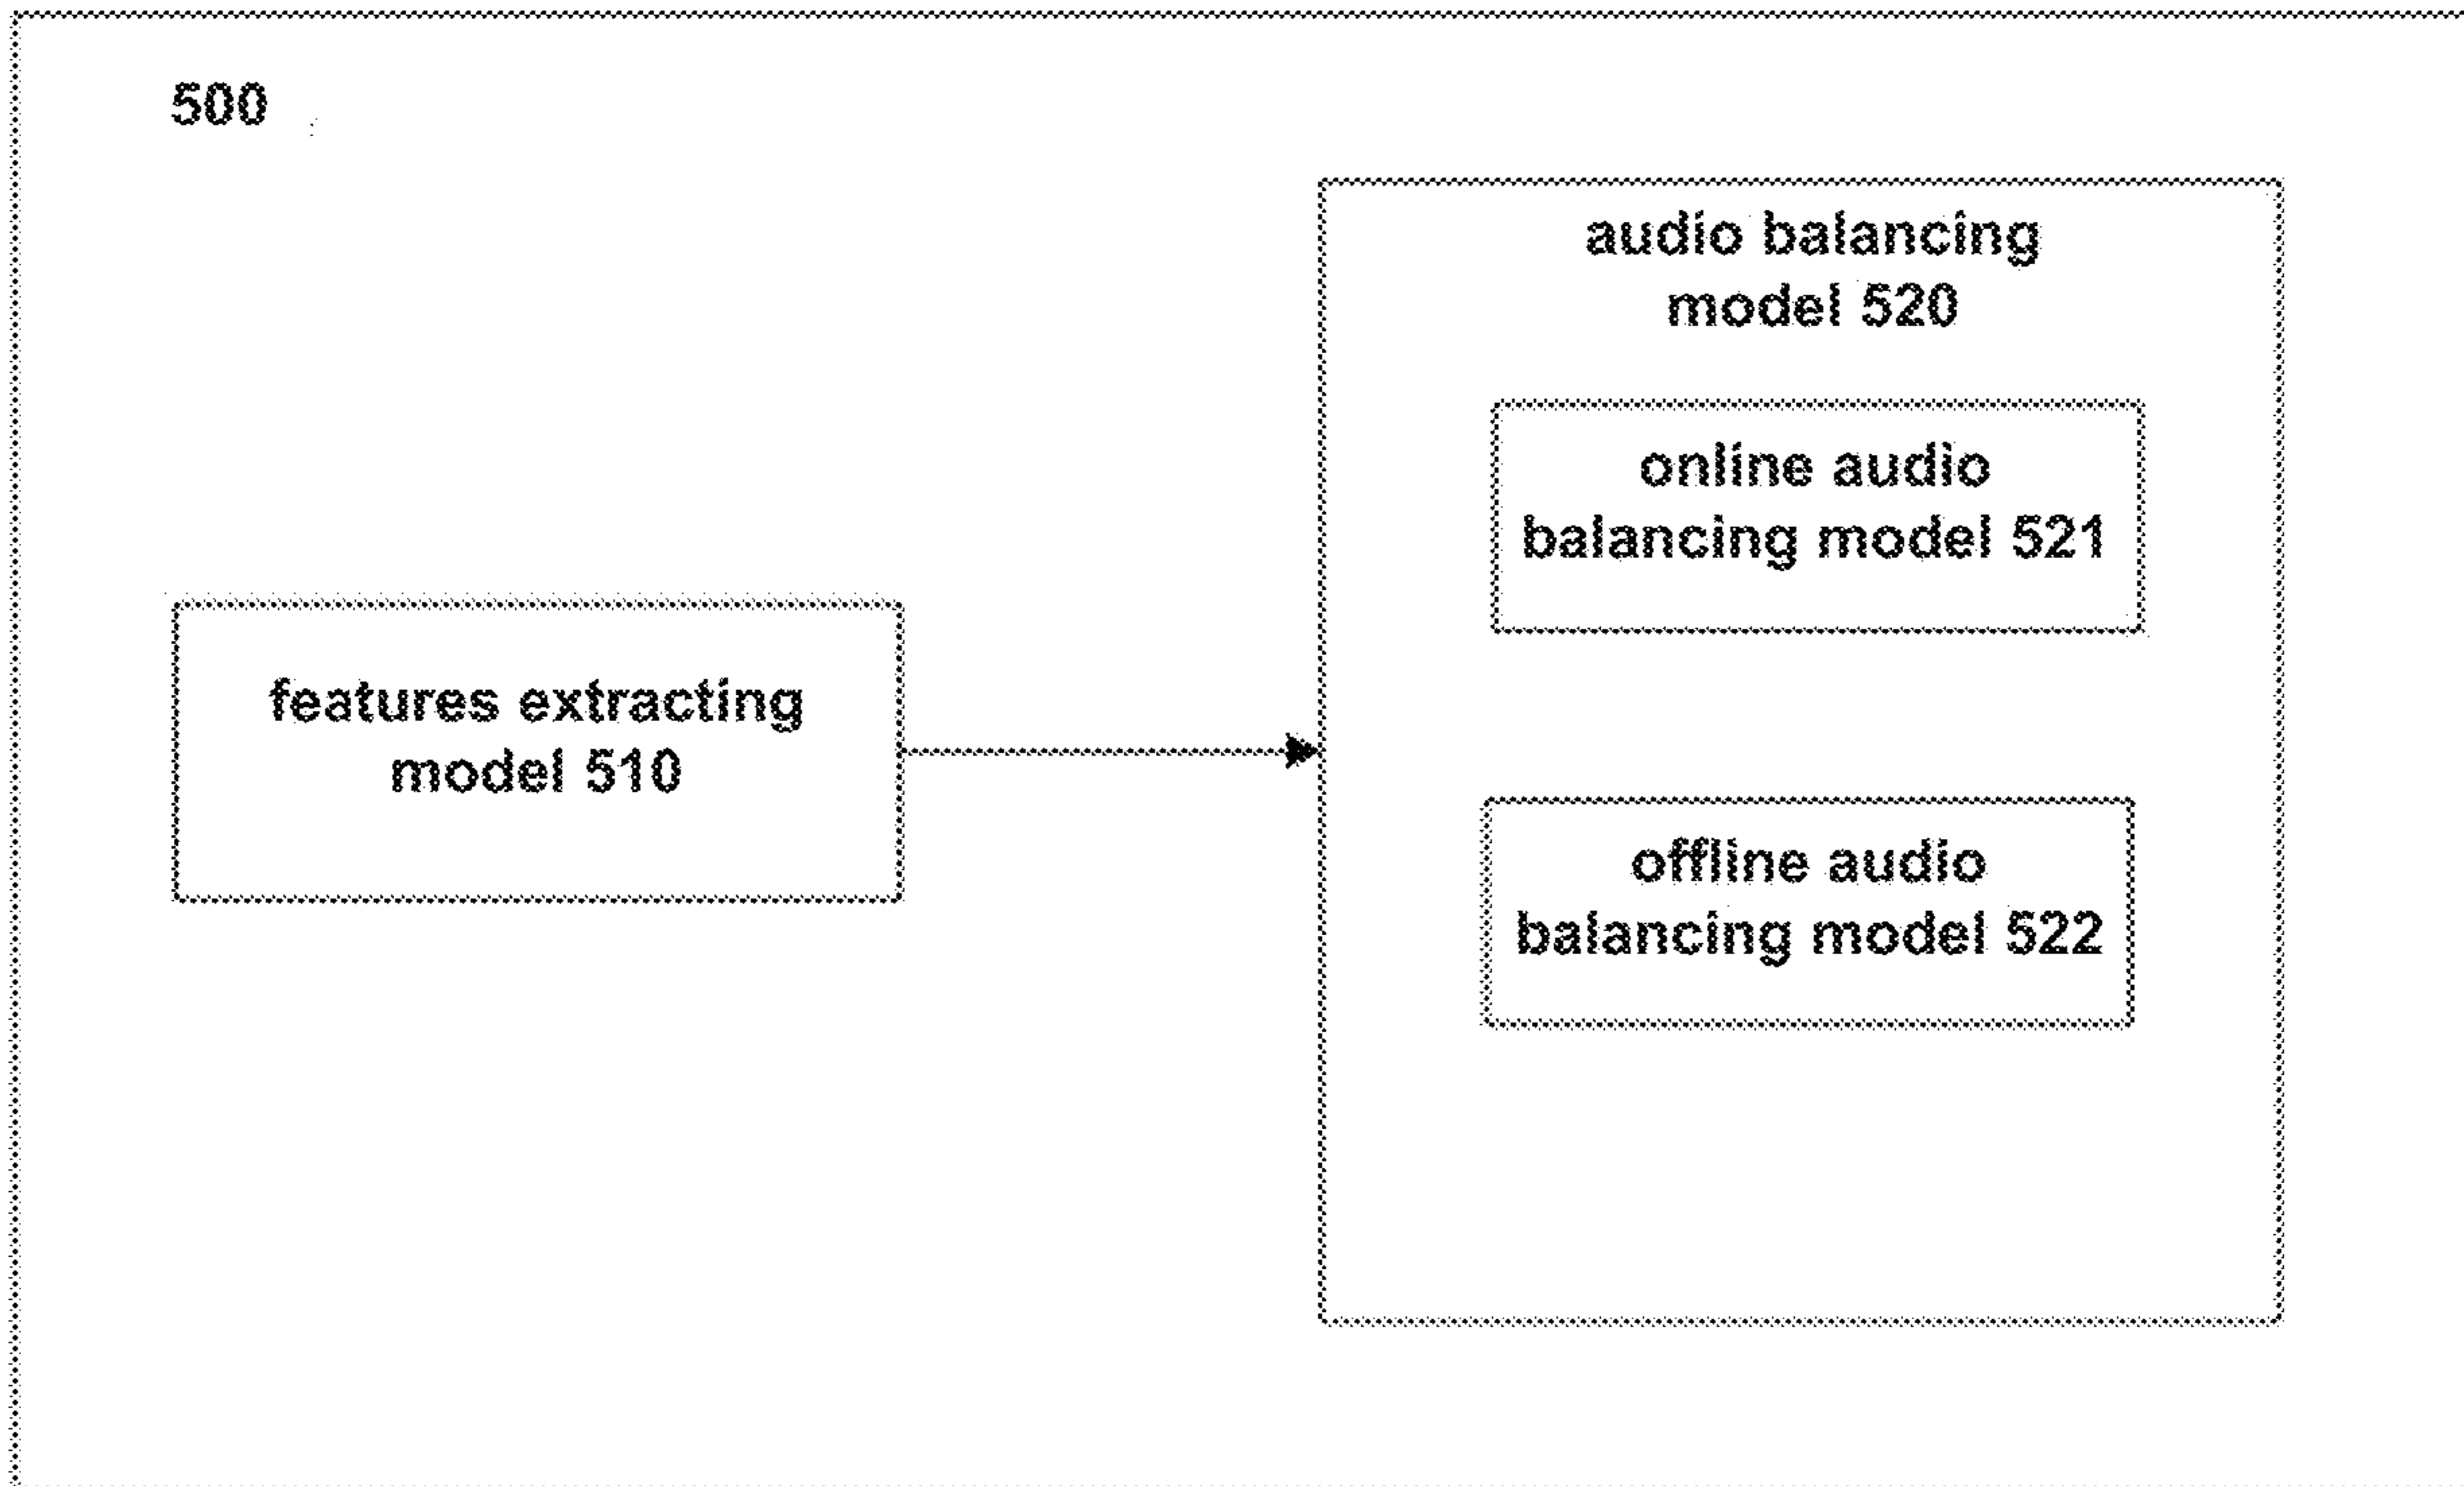 500
audio balancing
model 520
online audio
balancing model 521
features extracting
model 510
offline audio
balancing model 522